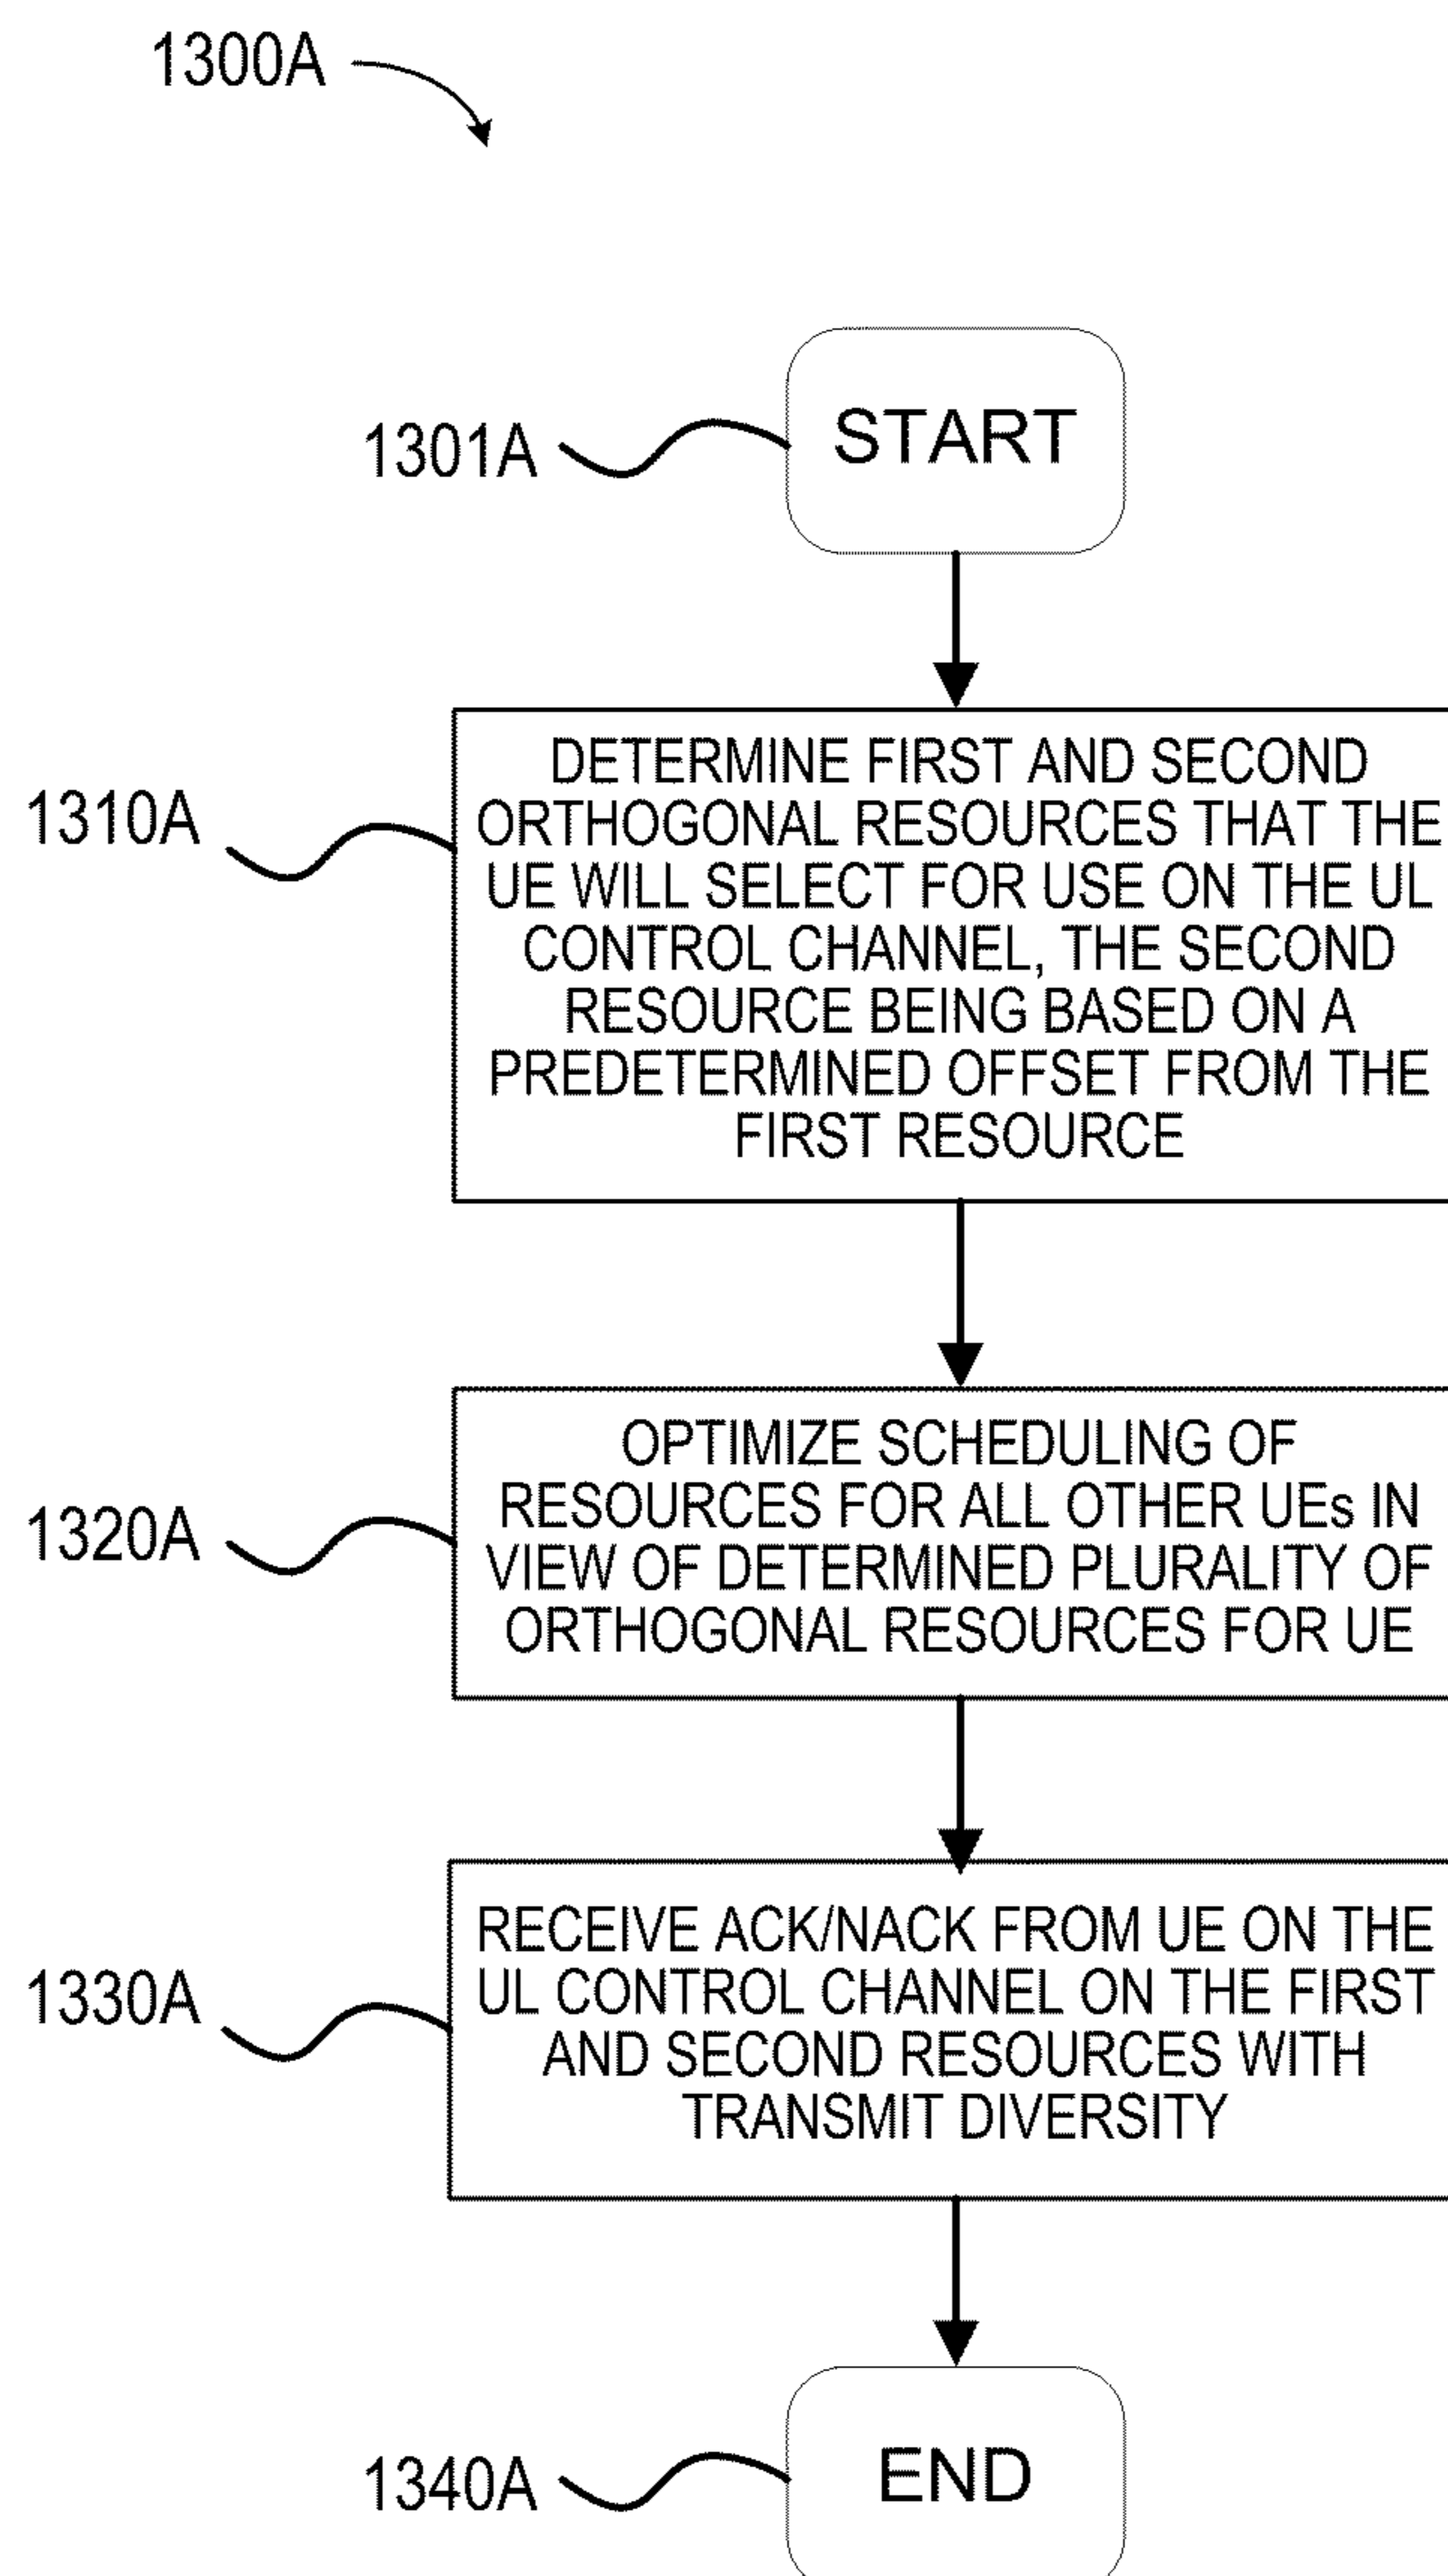 1300A
START
1301A
DETERMINE FIRST AND SECOND
ORTHOGONAL RESOURCES THAT THE
1310A
UE WILL SELECT FOR USE ON THE UL
CONTROL CHANNEL, THE SECOND
RESOURCE BEING BASED ON A
PREDETERMINED OFFSET FROM THE
FIRST RESOURCE
OPTIMIZE SCHEDULING OF
RESOURCES FOR ALL OTHER UEs IN
1320A
VIEW OF DETERMINED PLURALITY OF
ORTHOGONAL RESOURCES FOR UE
RECEIVE ACK/NACK FROM UE ON THE
UL CONTROL CHANNEL ON THE FIRST
1330A
AND SECOND RESOURCES WITH
TRANSMIT DIVERSITY
END
1340A